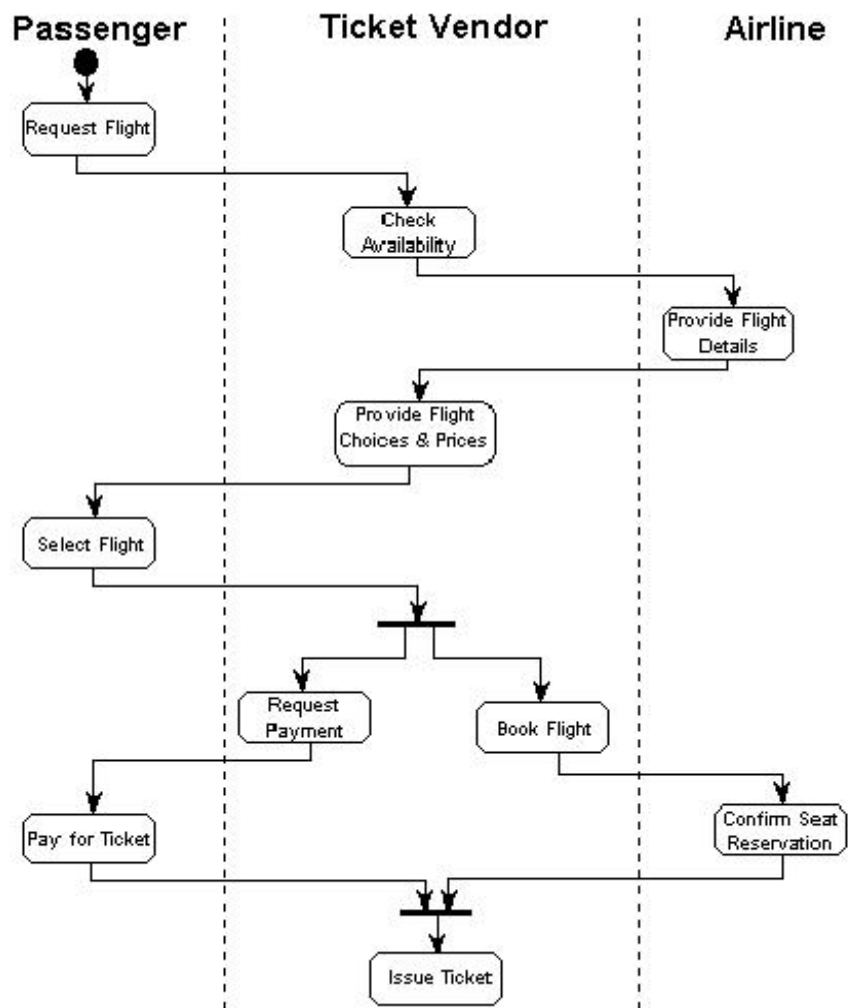 Passenger
Ticket Vendor
Airline
Request Flight
Check
Availability
Provide Flight
Details
Provide Flight
Choices & Prices
Select Flight
Request
Payment
Book Flight
Pay for Ticket
Confirm Seat
Reservation
Issue Ticket